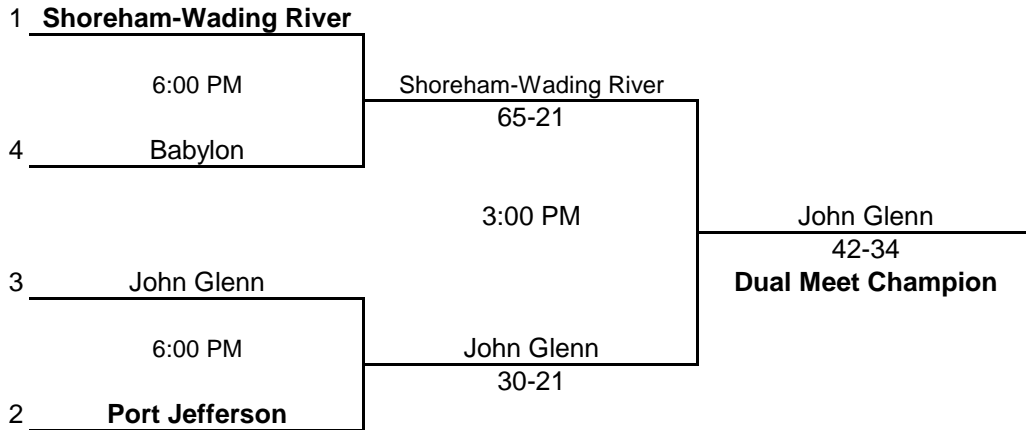 1 Shoreham-Wading River
6:00 PM
Shoreham-Wading River
65-21
4 Babylon
3:00 PM
John Glenn
42-34
3 John Glenn
Dual Meet Champion
6:00 PM
John Glenn
30-21
2 Port Jefferson